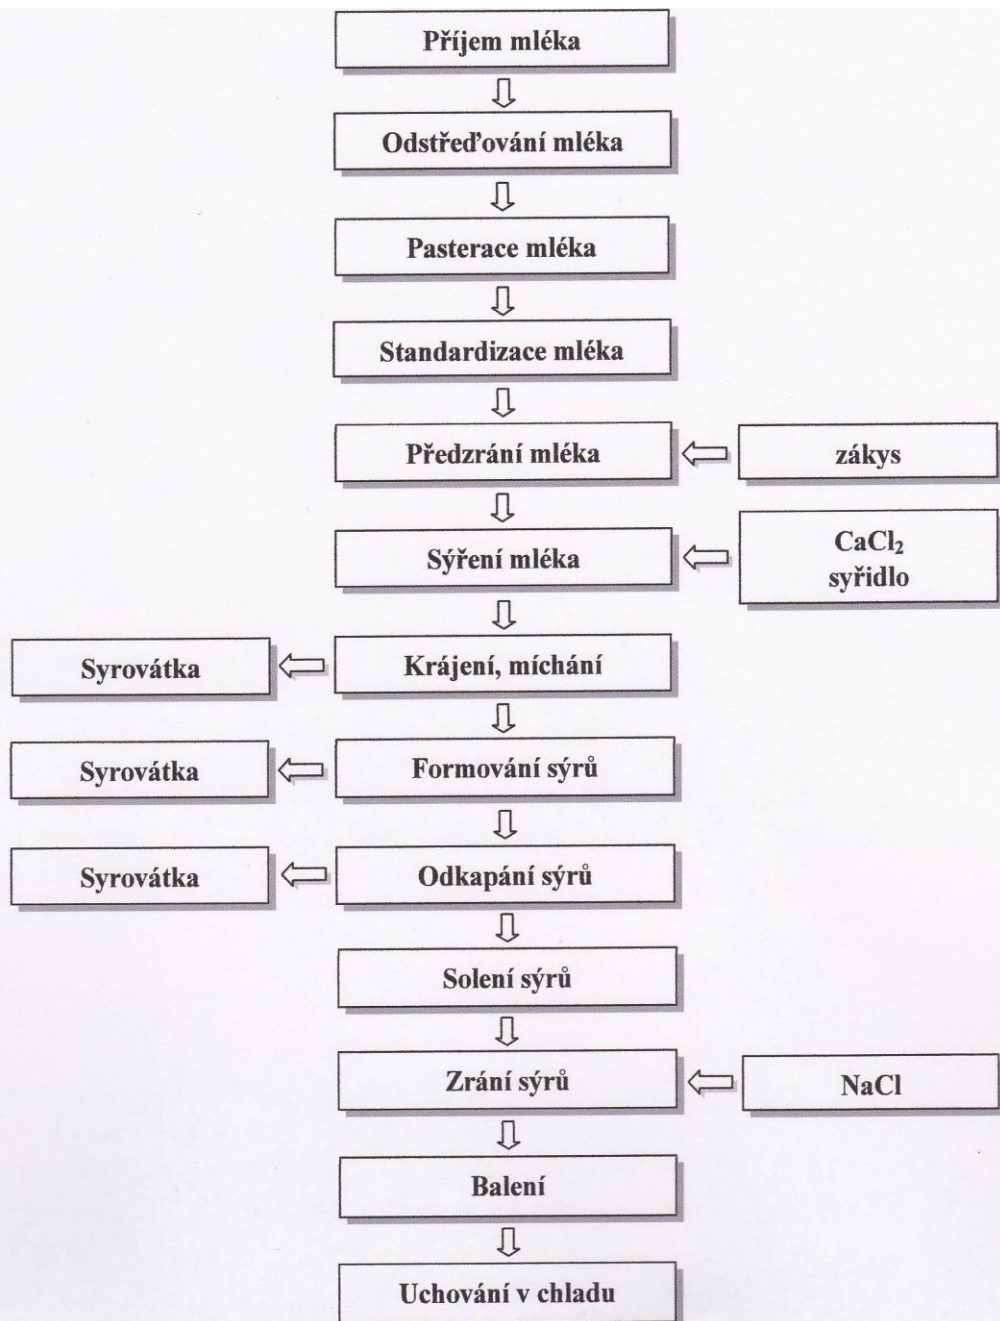 Příjem mléka
Odstřeďování mléka
Pasterace mléka
Standardizace mléka
Předzrání mléka
zákys
Sýření mléka
CaCl₂
syřidlo
Syrovátka
Krájení, míchání
Syrovátka
Formování sýrů
Syrovátka
Odkapání sýrů
Solení sýrů
Zrání sýrů
NaCl
Balení
Uchování v chladu